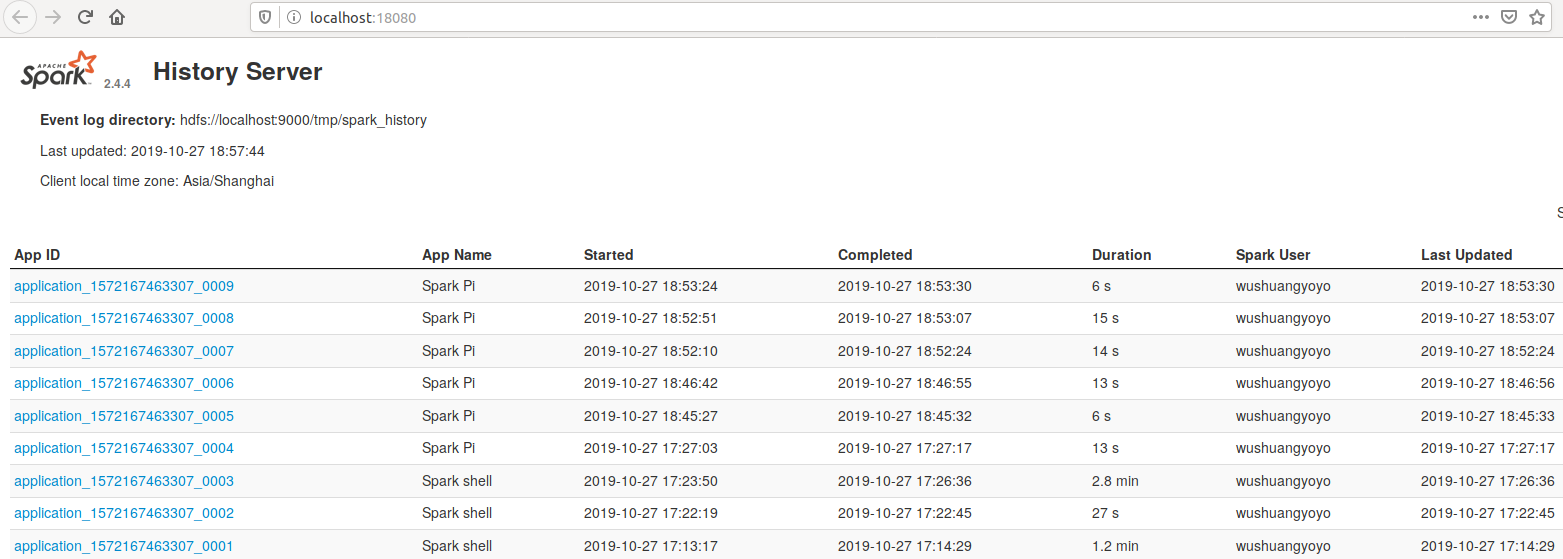 localhost:18080
APACHE Spark 2.4.4 History Server
Event log directory: hdfs://localhost:9000/tmp/spark_history
Last updated: 2019-10-27 18:57:44
Client local time zone: Asia/Shanghai
App ID App Name Started Completed Duration Spark User Last Updated
application_1572167463307_0009 Spark Pi 2019-10-27 18:53:24 2019-10-27 18:53:30 6 s wushuangyoyo 2019-10-27 18:53:30
application_1572167463307_0008 Spark Pi 2019-10-27 18:52:51 2019-10-27 18:53:07 15 s wushuangyoyo 2019-10-27 18:53:07
application_1572167463307_0007 Spark Pi 2019-10-27 18:52:10 2019-10-27 18:52:24 14 s wushuangyoyo 2019-10-27 18:52:24
application_1572167463307_0006 Spark Pi 2019-10-27 18:46:42 2019-10-27 18:46:55 13 s wushuangyoyo 2019-10-27 18:46:56
application_1572167463307_0005 Spark Pi 2019-10-27 18:45:27 2019-10-27 18:45:32 6 s wushuangyoyo 2019-10-27 18:45:33
application_1572167463307_0004 Spark Pi 2019-10-27 17:27:03 2019-10-27 17:27:17 13 s wushuangyoyo 2019-10-27 17:27:17
application_1572167463307_0003 Spark shell 2019-10-27 17:23:50 2019-10-27 17:26:36 2.8 min wushuangyoyo 2019-10-27 17:26:36
application_1572167463307_0002 Spark shell 2019-10-27 17:22:19 2019-10-27 17:22:45 27 s wushuangyoyo 2019-10-27 17:22:45
application_1572167463307_0001 Spark shell 2019-10-27 17:13:17 2019-10-27 17:14:29 1.2 min wushuangyoyo 2019-10-27 17:14:29